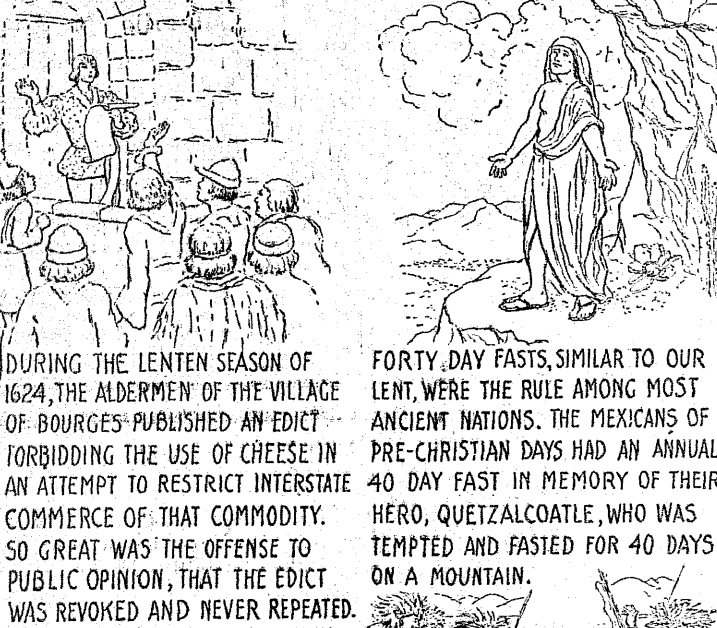 DURING THE LENTEN SEASON OF
1624, THE ALDERMEN OF THE VILLAGE
OF BOURGES PUBLISHED AN EDICT
FORBIDDING THE USE OF CHEESE IN
AN ATTEMPT TO RESTRICT INTERSTATE
COMMERCE OF THAT COMMODITY.
SO GREAT WAS THE OFFENSE TO
PUBLIC OPINION, THAT THE EDICT
WAS REVOKED AND NEVER REPEATED.
FORTY DAY FASTS, SIMILAR TO OUR
LENT, WERE THE RULE AMONG MOST
ANCIENT NATIONS. THE MEXICANS OF
PRE-CHRISTIAN DAYS HAD AN ANNUAL
40 DAY FAST IN MEMORY OF THEIR
HERO, QUETZALCOATLE, WHO WAS
TEMPTED AND FASTED FOR 40 DAYS
ON A MOUNTAIN.